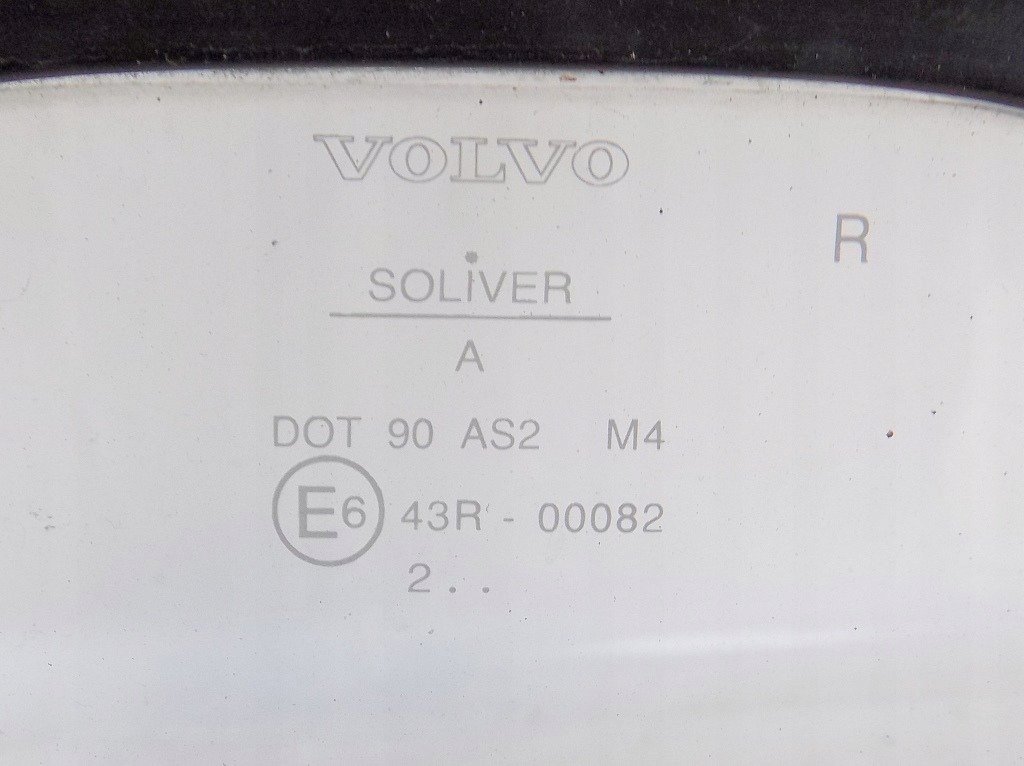 VOLVO
R
SOLIVER
A
DOT 90 AS2 M4
E6 43R - 00082
2 . .